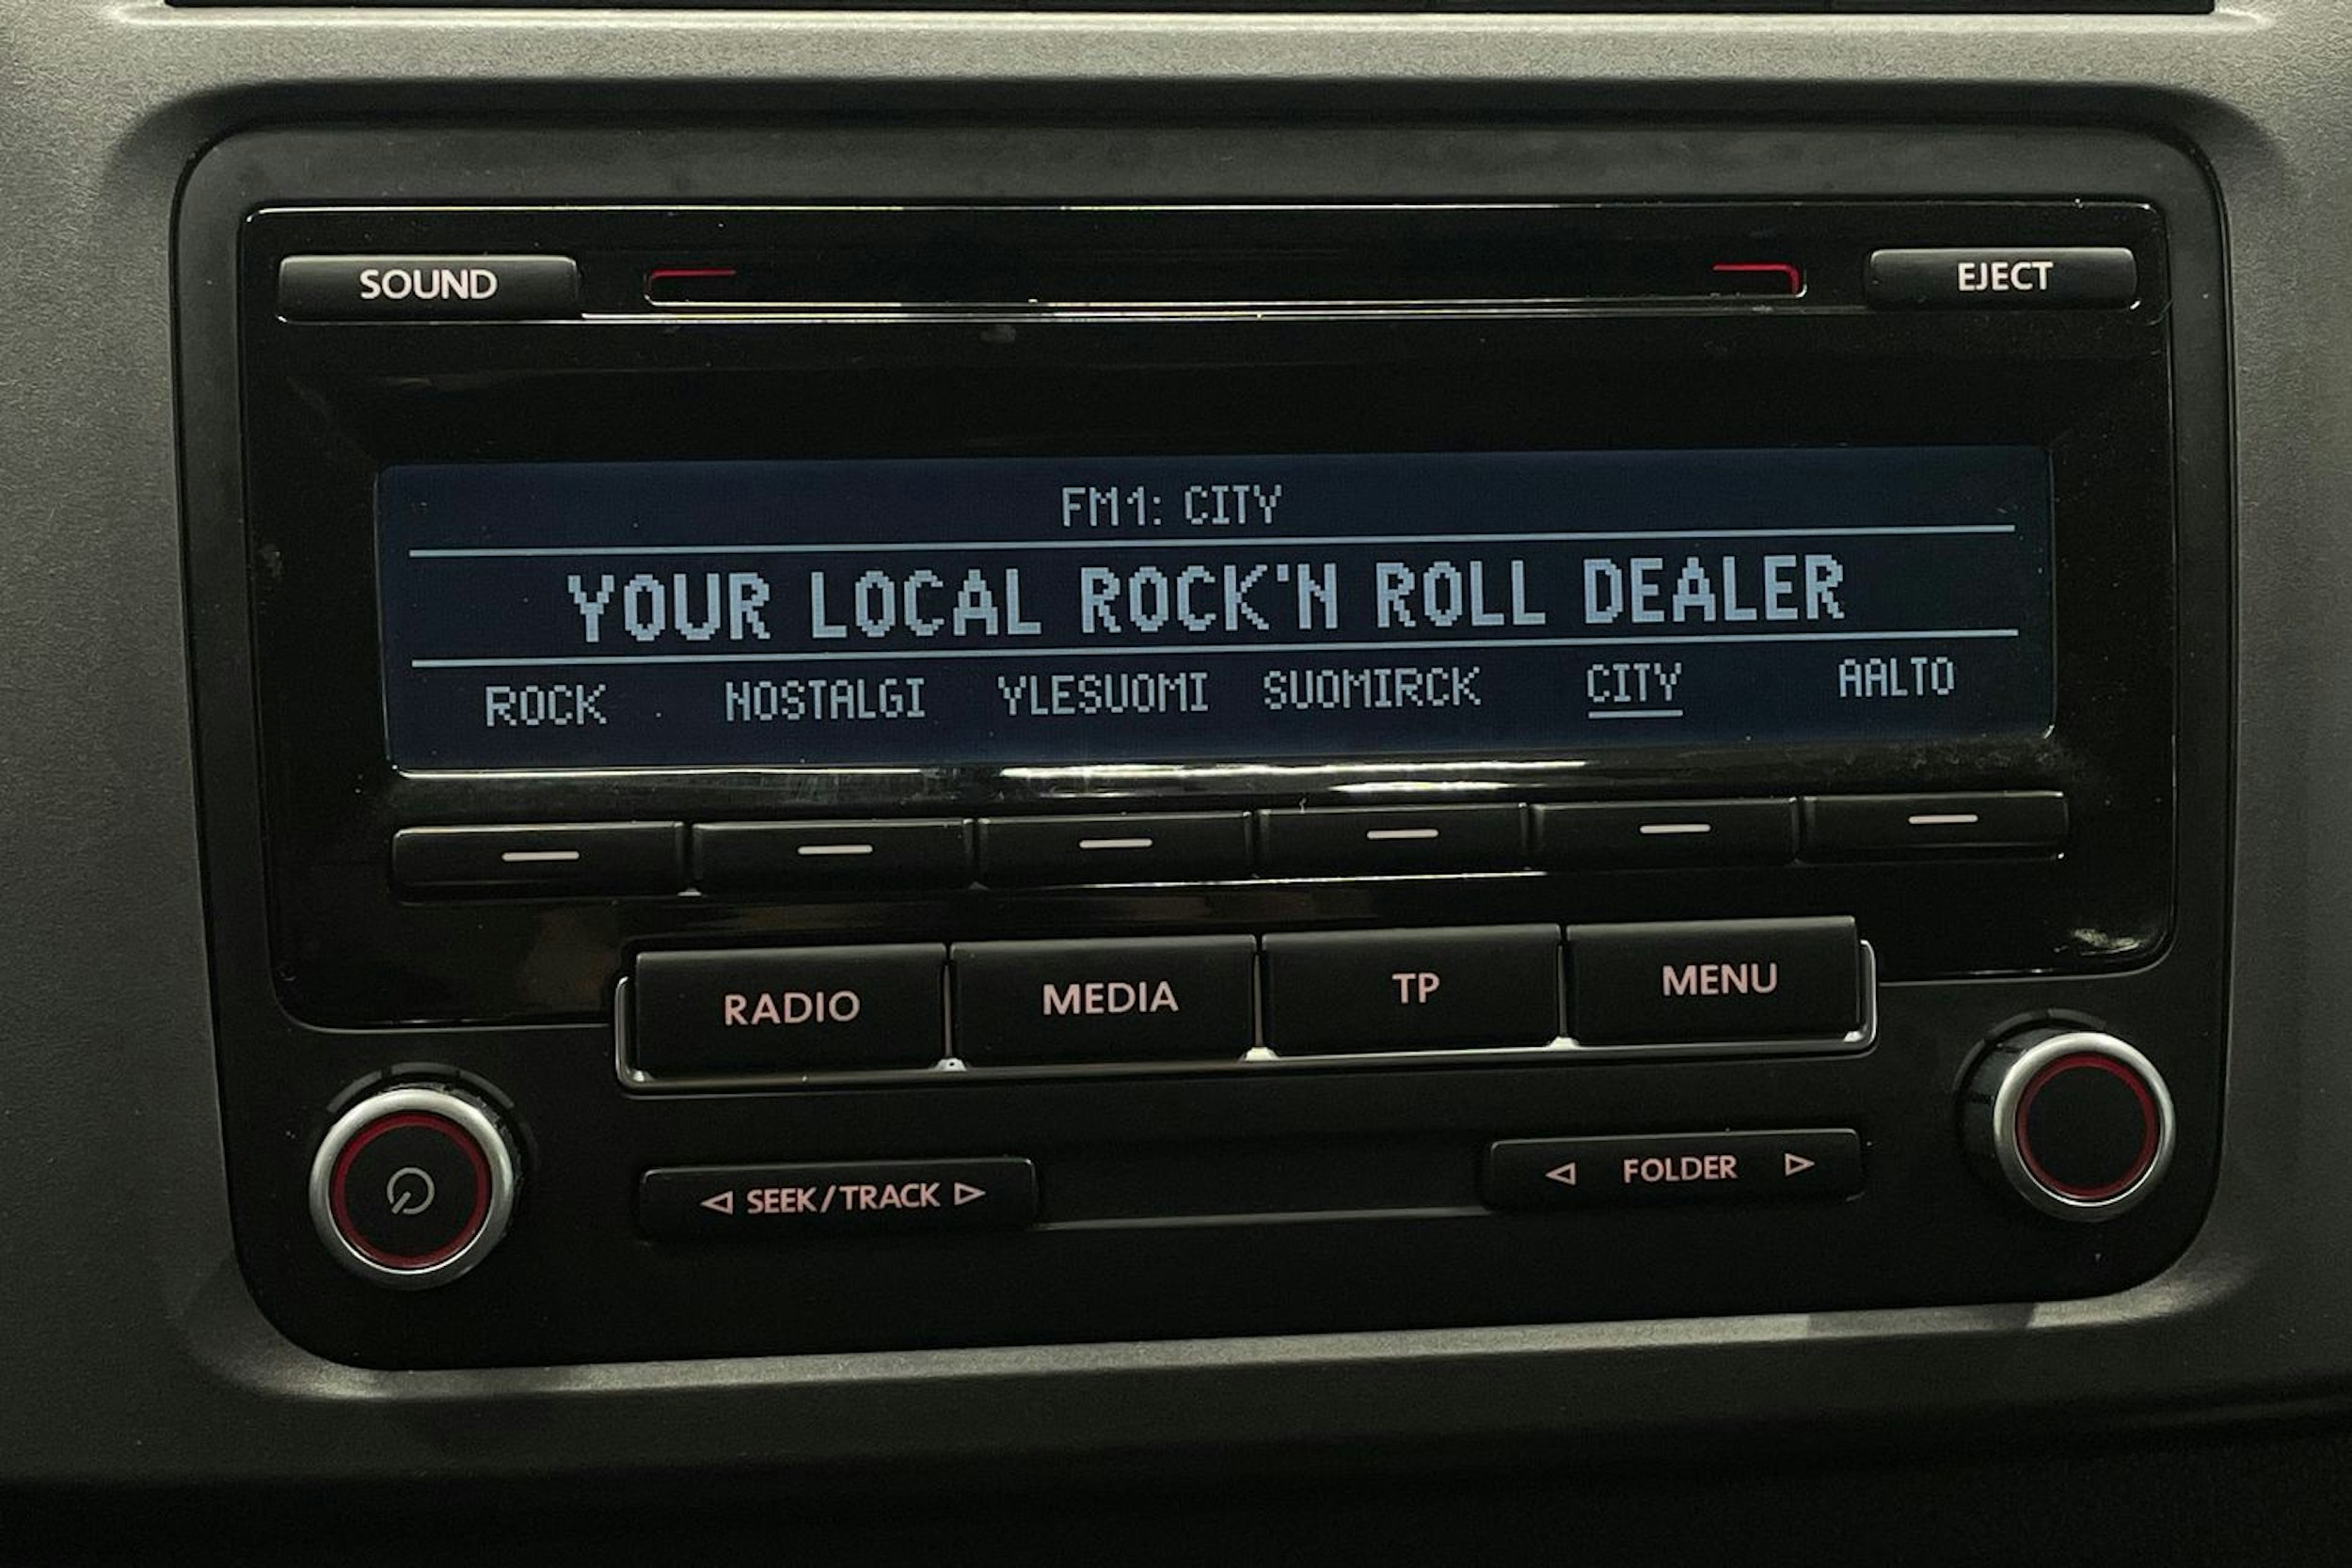 SOUND EJECT
FM1: CITY
YOUR LOCAL ROCK'N ROLL DEALER
ROCK NOSTALGI YLESUOMI SUOMIRCK CITY AALTO
RADIO MEDIA TP MENU
SEEK/TRACK FOLDER